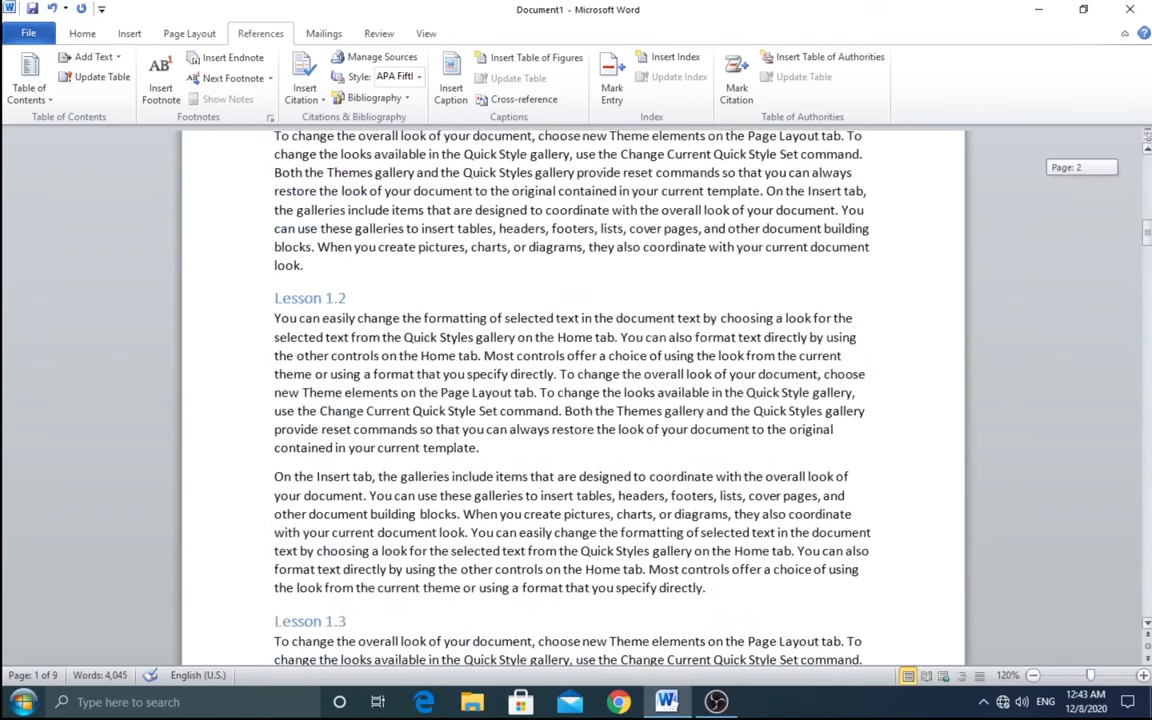 Document1 - Microsoft Word
File Home Insert Page Layout References Mailings Review View
Table of Contents
Add Text
Update Table
Table of Contents
AB1
Insert Footnote
Insert Endnote
Next Footnote
Show Notes
Footnotes
Insert Citation
Manage Sources
Style: APA Fiftl
Bibliography
Citations & Bibliography
Insert Caption
Insert Table of Figures
Update Table
Cross-reference
Captions
Mark Entry
Insert Index
Update Index
Index
Mark Citation
Insert Table of Authorities
Update Table
Table of Authorities
To change the overall look of your document, choose new Theme elements on the Page Layout tab. To
change the looks available in the Quick Style gallery, use the Change Current Quick Style Set command.
Both the Themes gallery and the Quick Styles gallery provide reset commands so that you can always
restore the look of your document to the original contained in your current template. On the Insert tab,
the galleries include items that are designed to coordinate with the overall look of your document. You
can use these galleries to insert tables, headers, footers, lists, cover pages, and other document building
blocks. When you create pictures, charts, or diagrams, they also coordinate with your current document
look.
Page: 2
Lesson 1.2
You can easily change the formatting of selected text in the document text by choosing a look for the
selected text from the Quick Styles gallery on the Home tab. You can also format text directly by using
the other controls on the Home tab. Most controls offer a choice of using the look from the current
theme or using a format that you specify directly. To change the overall look of your document, choose
new Theme elements on the Page Layout tab. To change the looks available in the Quick Style gallery,
use the Change Current Quick Style Set command. Both the Themes gallery and the Quick Styles gallery
provide reset commands so that you can always restore the look of your document to the original
contained in your current template.
On the Insert tab, the galleries include items that are designed to coordinate with the overall look of
your document. You can use these galleries to insert tables, headers, footers, lists, cover pages, and
other document building blocks. When you create pictures, charts, or diagrams, they also coordinate
with your current document look. You can easily change the formatting of selected text in the document
text by choosing a look for the selected text from the Quick Styles gallery on the Home tab. You can also
format text directly by using the other controls on the Home tab. Most controls offer a choice of using
the look from the current theme or using a format that you specify directly.
Lesson 1.3
To change the overall look of your document, choose new Theme elements on the Page Layout tab. To
change the looks available in the Quick Style gallery, use the Change Current Quick Style Set command.
Page: 1 of 9 Words: 4,045 English (U.S.) 120%
Type here to search
ENG
12:43 AM
12/8/2020